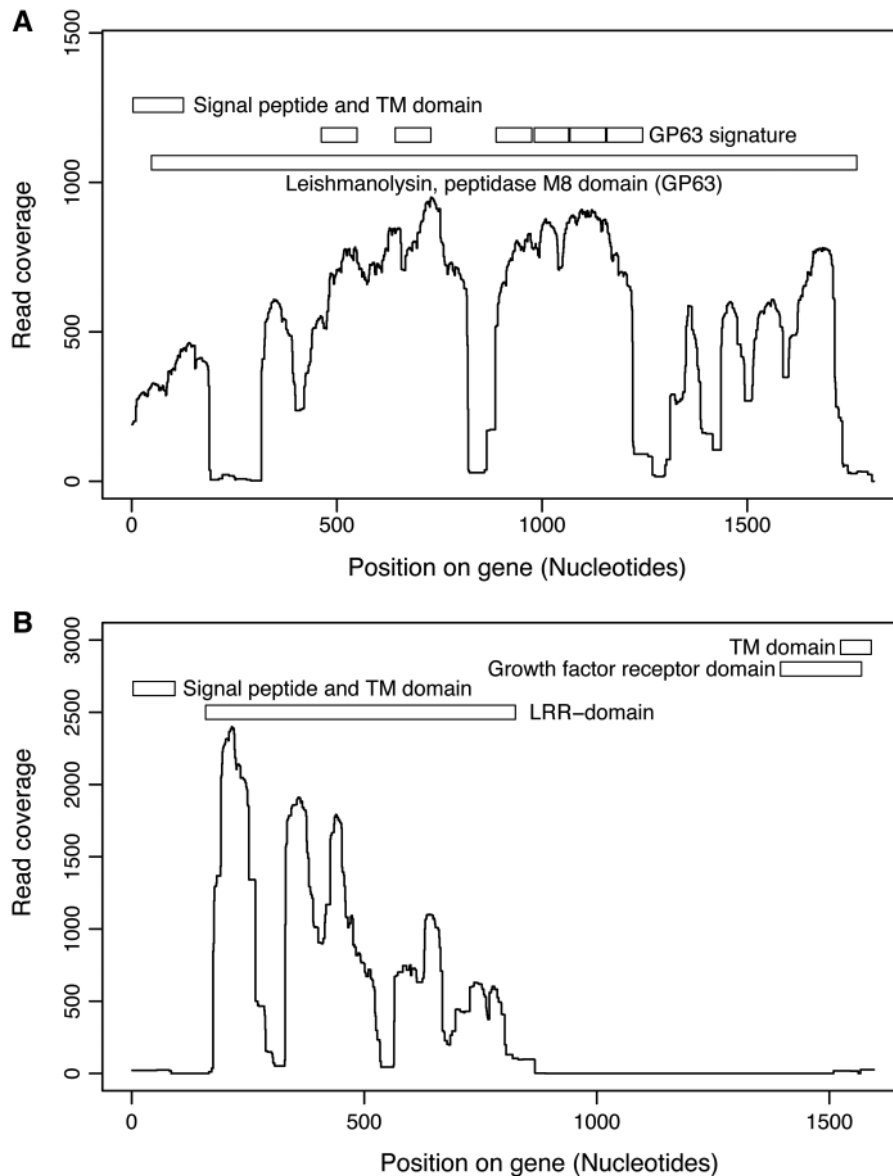 A
1500
1000
500
0
Read coverage
Signal peptide and TM domain
GP63 signature
Leishmanolysin, peptidase M8 domain (GP63)
0 500 1000 1500
Position on gene (Nucleotides)
B
3000
2500
2000
1500
1000
500
0
Read coverage
TM domain
Growth factor receptor domain
Signal peptide and TM domain
LRR−domain
0 500 1000 1500
Position on gene (Nucleotides)